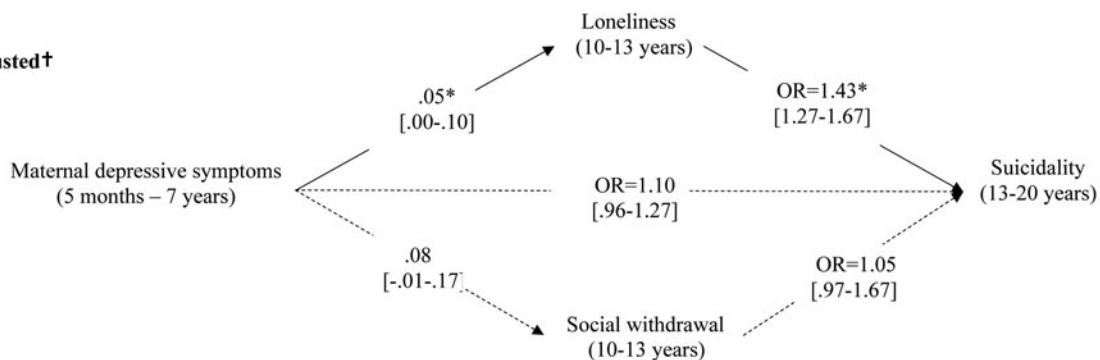 Loneliness
(10-13 years)
usted†
.05*
[.00-.10]
OR=1.43*
[1.27-1.67]
Maternal depressive symptoms
(5 months – 7 years)
OR=1.10
[.96-1.27]
Suicidality
(13-20 years)
.08
[-.01-.17]
OR=1.05
[.97-1.67]
Social withdrawal
(10-13 years)